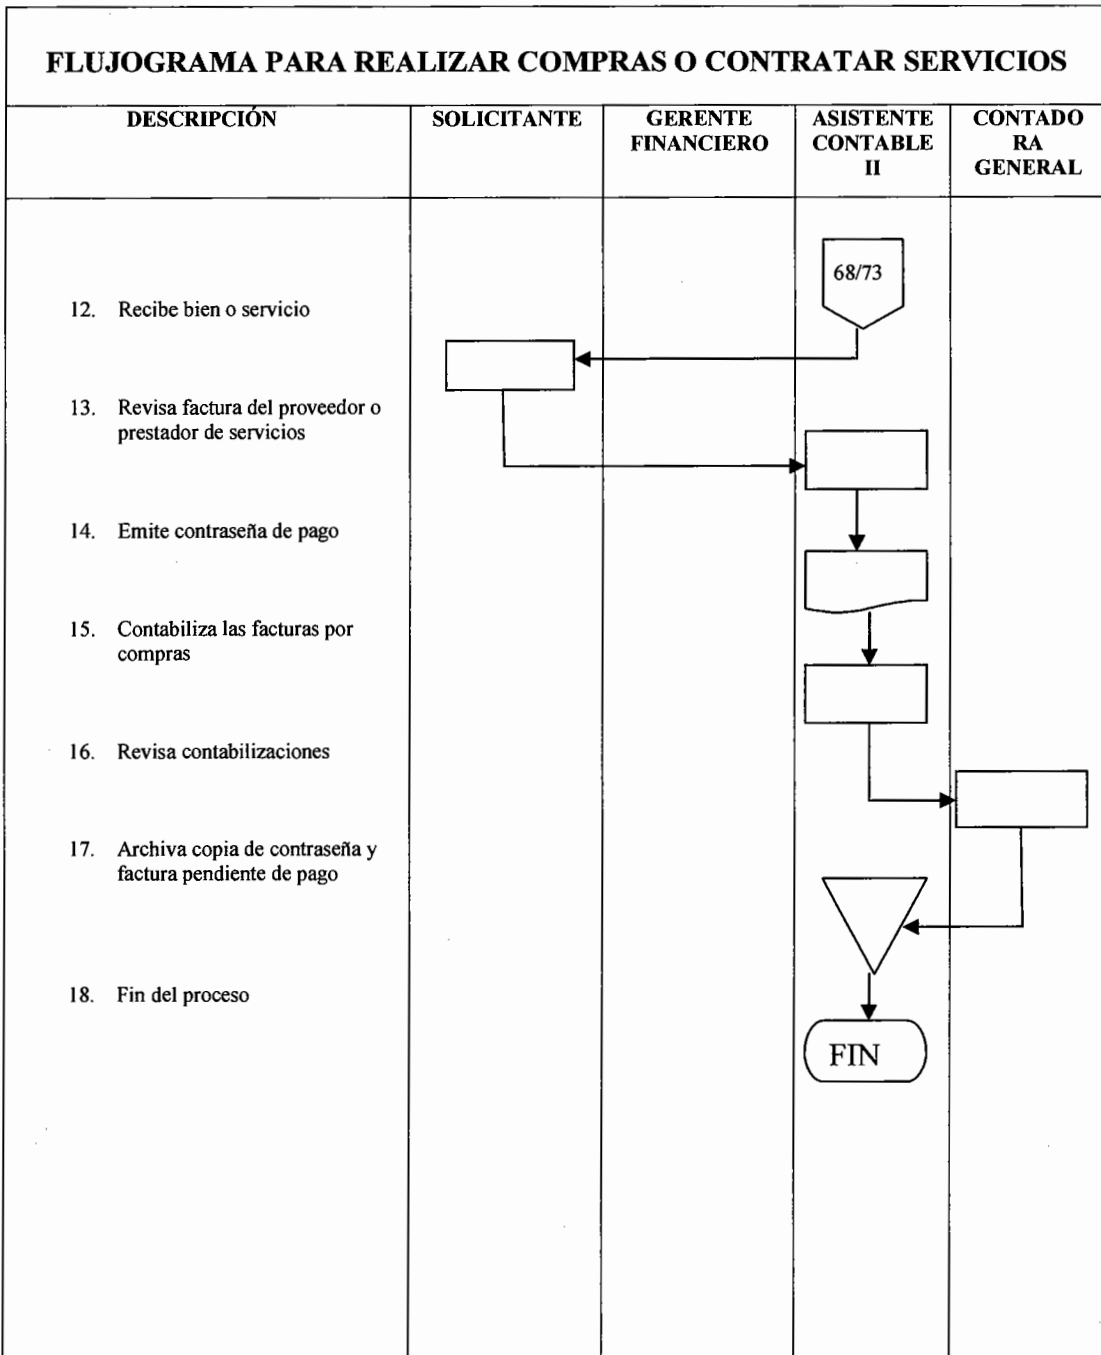 FLUJOGRAMA PARA REALIZAR COMPRAS O CONTRATAR SERVICIOS
DESCRIPCIÓN
SOLICITANTE
GERENTE
FINANCIERO
ASISTENTE
CONTABLE
II
CONTADO
RA
GENERAL
68/73
12. Recibe bien o servicio
13. Revisa factura del proveedor o
prestador de servicios
14. Emite contraseña de pago
15. Contabiliza las facturas por
compras
16. Revisa contabilizaciones
17. Archiva copia de contraseña y
factura pendiente de pago
18. Fin del proceso
FIN